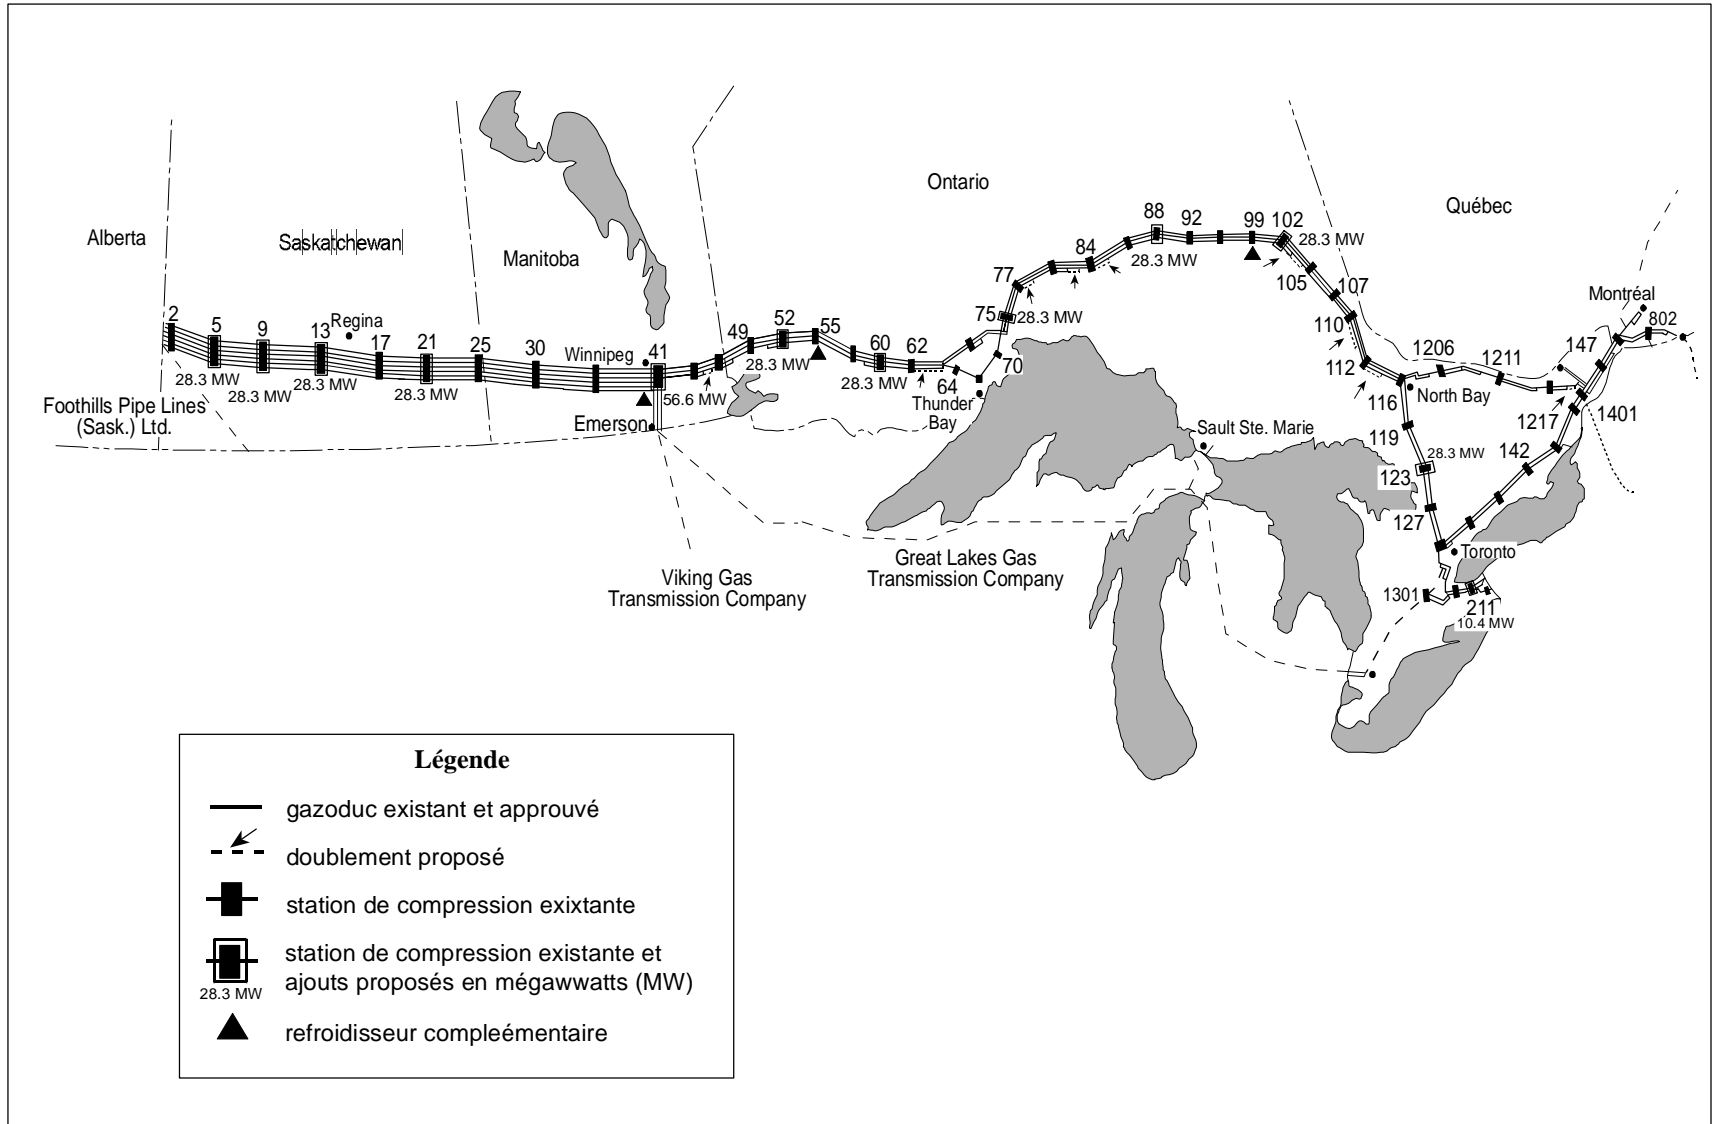 Alberta
Saskatchewan
Manitoba
Ontario
Québec
Regina
Winnipeg
Emerson
Thunder
Bay
Sault Ste. Marie
North Bay
Montréal
Toronto
Foothills Pipe Lines
(Sask.) Ltd.
Viking Gas
Transmission Company
Great Lakes Gas
Transmission Company
2
5
28.3 MW
9
28.3 MW
13
28.3 MW
17
21
28.3 MW
25
30
41
56.6 MW
49
52
28.3 MW
55
60
28.3 MW
62
64
70
75
28.3 MW
77
84
88
28.3 MW
92
99
102
28.3 MW
105
107
110
112
116
119
123
28.3 MW
127
1206
1211
1217
142
147
1401
802
1301
211
10.4 MW
Légende
gazoduc existant et approuvé
doublement proposé
station de compression exixtante
station de compression existante et
ajouts proposés en mégawwatts (MW)
28.3 MW
refroidisseur compleémentaire